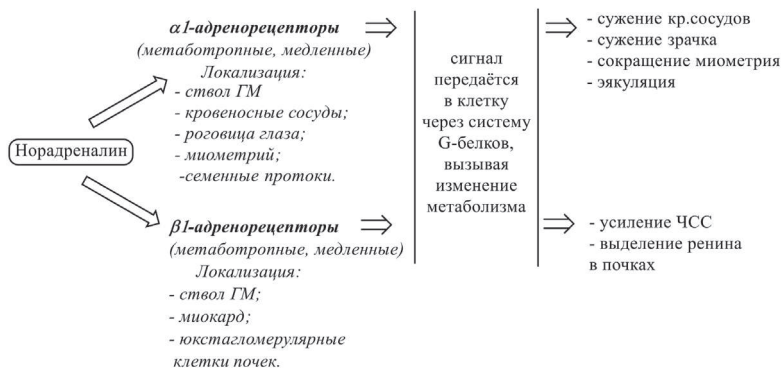 Норадреналин
α1-адренорецепторы
(метаботропные, медленные)
Локализация:
- ствол ГМ
- кровеносные сосуды;
- роговица глаза;
- миометрий;
-семенные протоки.
β1-адренорецепторы
(метаботропные, медленные)
Локализация:
- ствол ГМ;
- миокард;
- юкстагломерулярные
клетки почек.
сигнал
передаётся
в клетку
через систему
G-белков,
вызывая
изменение
метаболизма
- сужение кр.сосудов
- сужение зрачка
- сокращение миометрия
- эякуляция
- усиление ЧСС
- выделение ренина
в почках